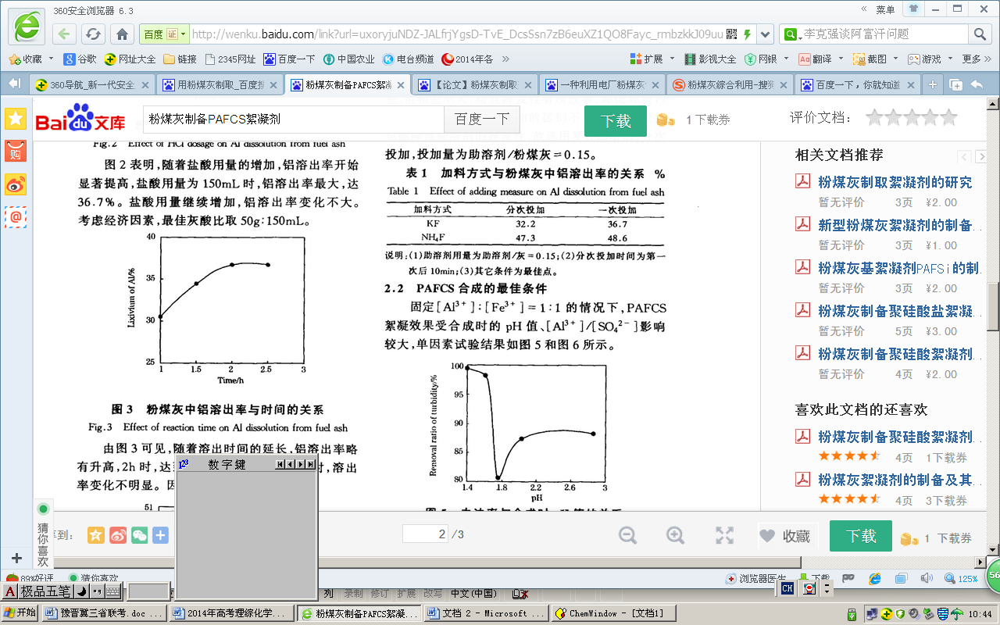 360安全浏览器 6.3
« 菜单
百度 证 http://wenku.baidu.com/link?url=uxoryjuNDZ-JALfrjYgsD-TvE_DcsSsn7zB6euXZ1QO8Fayc_rmbzkkJ09uu
李克强谈阿富汗问题
收藏 谷歌 网址大全 链接 2345网址 百度一下 中国农业 电台频道 2014年各 »
扩展 影视大全 网银 翻译 截图 游戏 更多 »
360导航_新一代安全
用粉煤灰制取_百度搜
粉煤灰制备PAFCS絮凝
【论文】粉煤灰制取
一种利用电厂粉煤灰
粉煤灰综合利用-搜狗
百度一下，你就知道
Baidu文库 粉煤灰制备PAFCS絮凝剂 百度一下 下载 1下载券 评价文档：
购
Fig.2 Effect of HCl dosage on Al dissolution from fuel ash
图 2 表明,随着盐酸用量的增加,铝溶出率开始
显著提高,盐酸用量为 150mL 时,铝溶出率最大,达
36.7%。盐酸用量继续增加,铝溶出率变化不大。
考虑经济因素,最佳灰酸比取 50g:150mL。
40
35
30
25
Lixivium of Al/%
1 1.5 2 2.5 3
Time/h
图 3 粉煤灰中铝溶出率与时间的关系
Fig.3 Effect of reaction time on Al dissolution from fuel ash
由图 3 可见,随着溶出时间的延长,铝溶出率略
有升高,2h 时,达
时,溶出
率变化不明显。因
51
数字键
投加,投加量为助溶剂/粉煤灰=0.15。
表 1 加料方式与粉煤灰中铝溶出率的关系 %
Table 1 Effect of adding measure on Al dissolution from fuel ash
加料方式 分次投加 一次投加
KF 32.2 36.7
NH4F 47.3 48.6
说明:(1)助溶剂用量为助溶剂/灰=0.15;(2)分次投加时间为第一
次后 10min;(3)其它条件为最佳点。
2.2 PAFCS 合成的最佳条件
固定[Al³⁺]:[Fe³⁺]=1:1 的情况下,PAFCS
絮凝效果受合成时的 pH 值、[Al³⁺]/[SO₄²⁻]影响
较大,单因素试验结果如图 5 和图 6 所示。
100
95
90
85
80
Removal ratio of turbidity/%
1.4 1.8 2.2 2.6 3
pH
相关文档推荐
粉煤灰制取絮凝剂的研究
暂无评价 3页 ¥2.00
新型粉煤灰絮凝剂的制备...
暂无评价 3页 ¥1.00
粉煤灰基絮凝剂PAFSi的制...
暂无评价 3页 ¥2.00
粉煤灰制备聚硅酸盐絮凝...
暂无评价 5页 ¥3.00
粉煤灰制备聚硅酸絮凝剂...
暂无评价 4页 ¥2.00
喜欢此文档的还喜欢
粉煤灰制备聚硅酸絮凝剂...
4页 1下载券
粉煤灰絮凝剂的制备及其...
4页 3下载券
猜你喜欢
享到：
2 /3
收藏 下载 1 下载券
89%好评 猜你喜欢
浏览器医生 下载 125%
56
极品五笔
列 录制 修订 扩展 改写 中文(中国)
CH
开始
豫晋冀三省联考.doc ...
2014年高考理综化学...
粉煤灰制备PAFCS絮凝...
文档 2 - Microsoft ...
ChemWindow - [文档1]
10:44